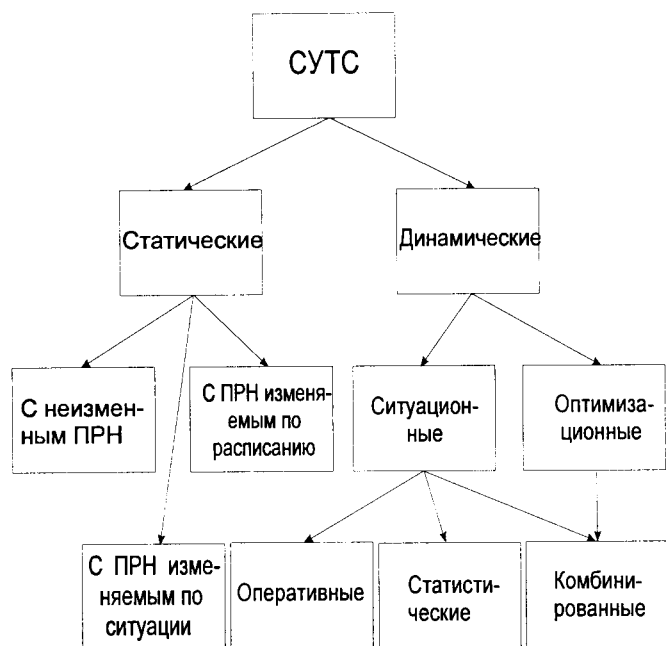 СУТС
Статические
Динамические
С неизмен-
ным ПРН
С ПРН изменя-
емым по
расписанию
Ситуацион-
ные
Оптимиза-
ционные
С ПРН изме-
няемым по
ситуации
Оперативные
Статисти-
ческие
Комбини-
рованные